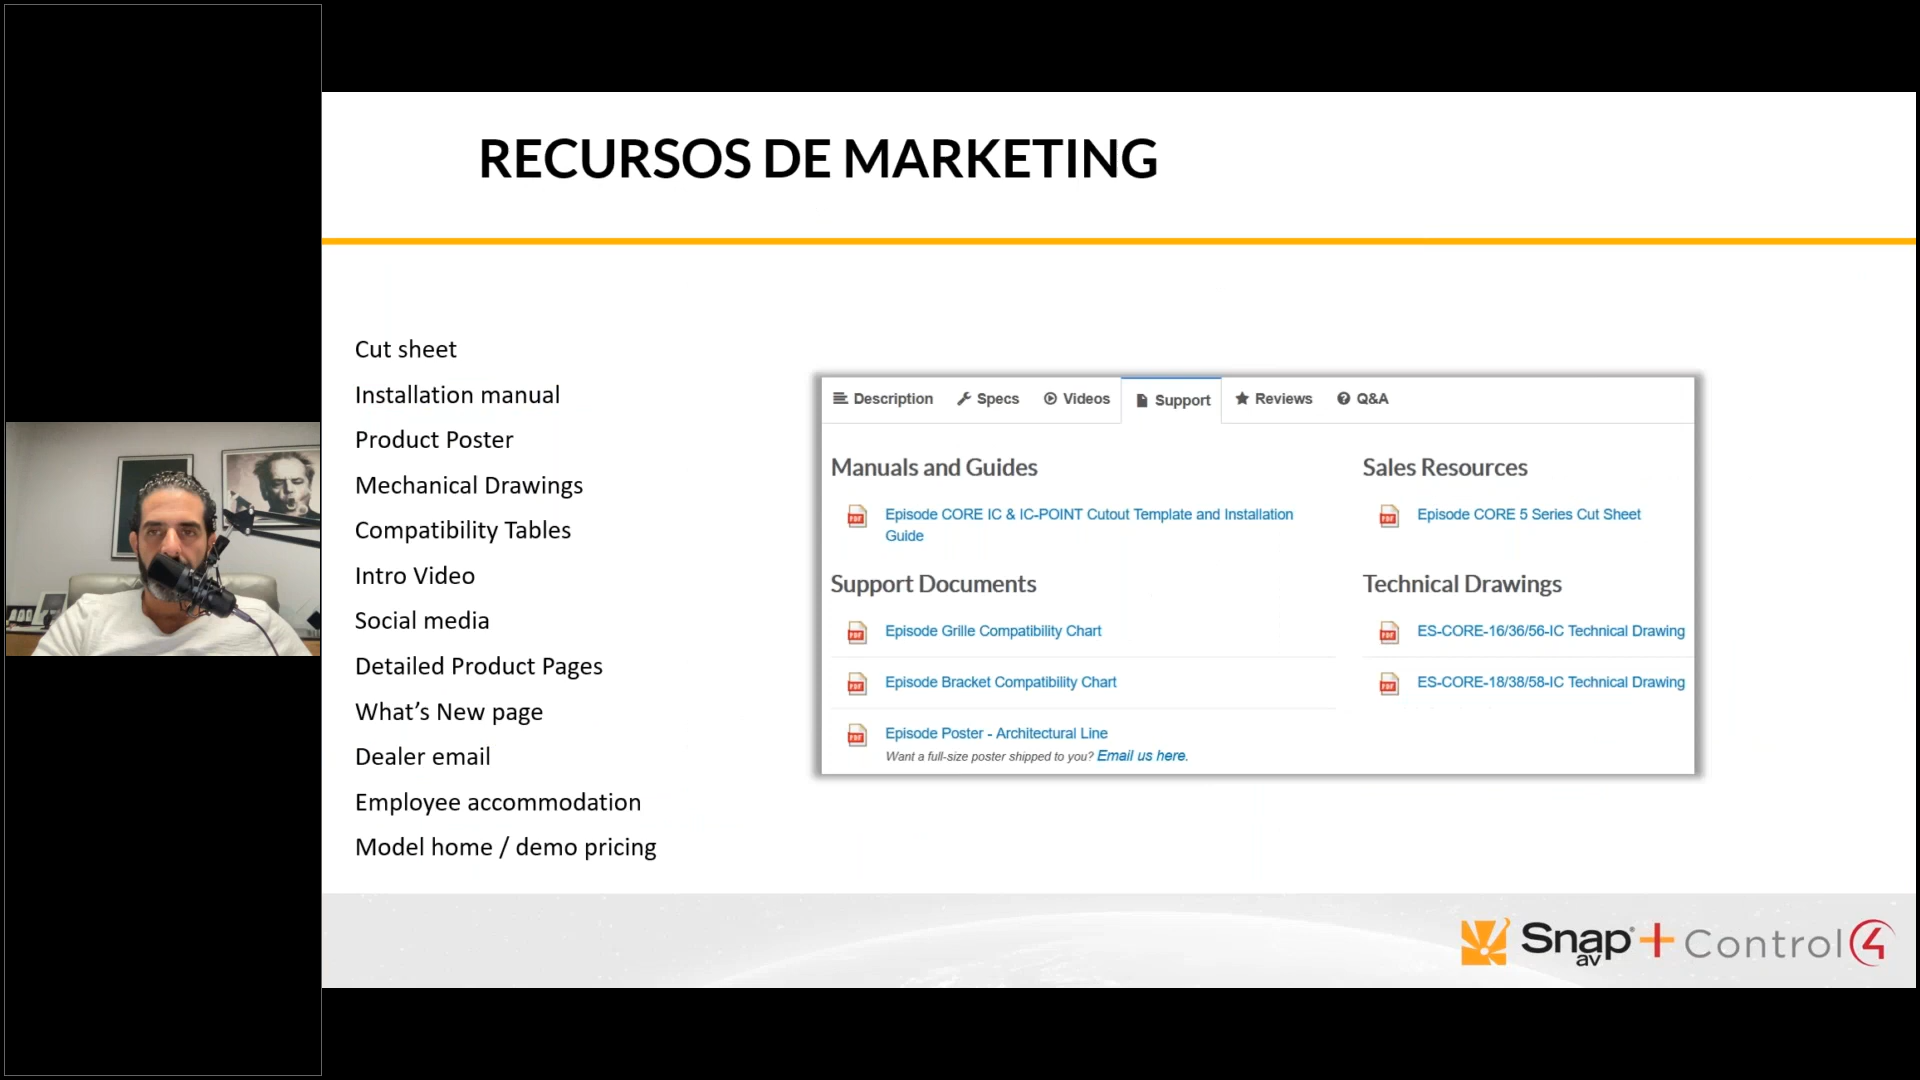 RECURSOS DE MARKETING
Cut sheet
Installation manual
Product Poster
Mechanical Drawings
Compatibility Tables
Intro Video
Social media
Detailed Product Pages
What’s New page
Dealer email
Employee accommodation
Model home / demo pricing
Description Specs Videos Support Reviews Q&A
Manuals and Guides
Episode CORE IC & IC-POINT Cutout Template and Installation
Guide
Support Documents
Episode Grille Compatibility Chart
Episode Bracket Compatibility Chart
Episode Poster - Architectural Line
Want a full-size poster shipped to you? Email us here.
Sales Resources
Episode CORE 5 Series Cut Sheet
Technical Drawings
ES-CORE-16/36/56-IC Technical Drawing
ES-CORE-18/38/58-IC Technical Drawing
Snap av + Control 4